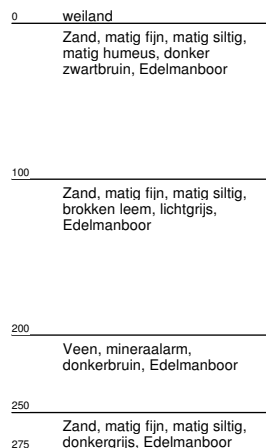 0 weiland
Zand, matig fijn, matig siltig,
matig humeus, donker
zwartbruin, Edelmanboor
100
Zand, matig fijn, matig siltig,
brokken leem, lichtgrijs,
Edelmanboor
200
Veen, mineraalarm,
donkerbruin, Edelmanboor
250
Zand, matig fijn, matig siltig,
275 donkergrijs, Edelmanboor